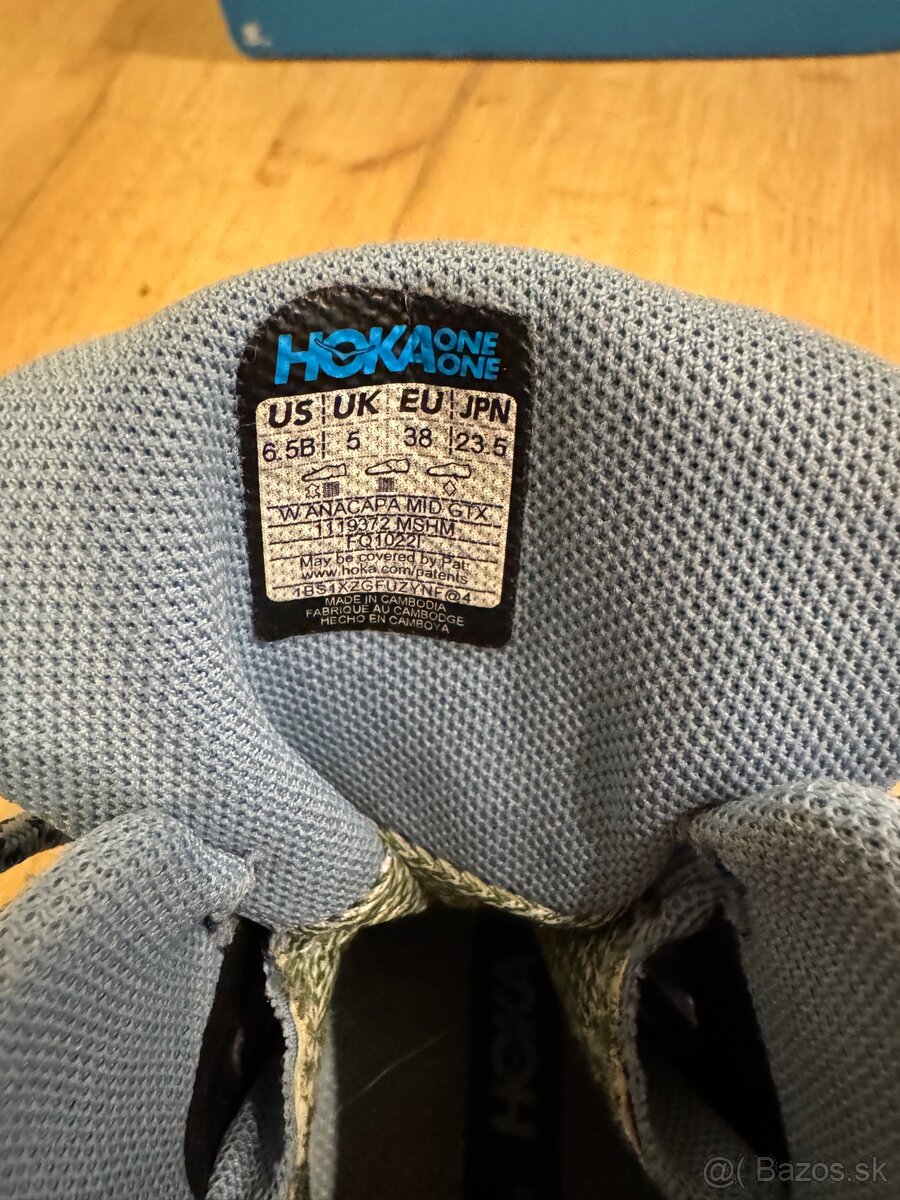 HOKA ONE ONE
US UK EU JPN
6.5B 5 38 23.5
W ANACAPA MID GTX
1119372 MSHM
FQ1022I
May be covered by Pat:
www.hoka.com/patents
MADE IN CAMBODIA
FABRIQUÉ AU CAMBODGE
HECHO EN CAMBOYA
HOKA
@( Bazos.sk